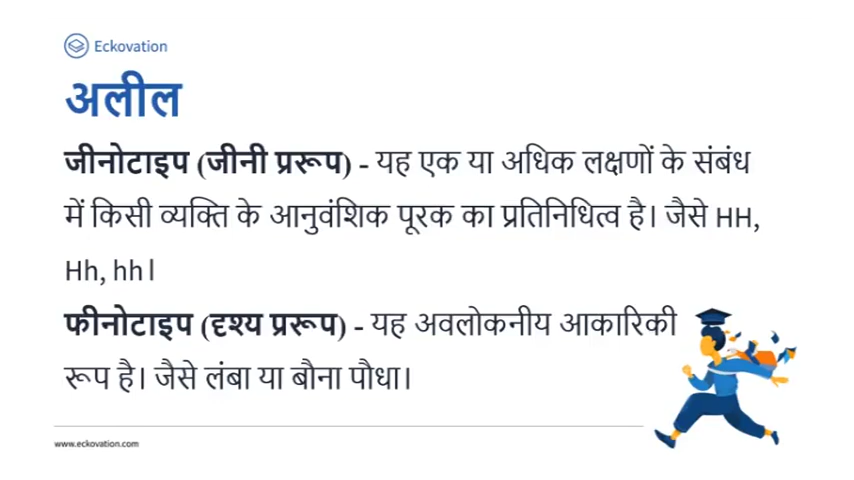 Eckovation
अलील
जीनोटाइप (जीनी प्ररूप) - यह एक या अधिक लक्षणों के संबंध
में किसी व्यक्ति के आनुवंशिक पूरक का प्रतिनिधित्व है। जैसे HH,
Hh, hh।
फीनोटाइप (दृश्य प्ररूप) - यह अवलोकनीय आकारिकी
रूप है। जैसे लंबा या बौना पौधा।
www.eckovation.com